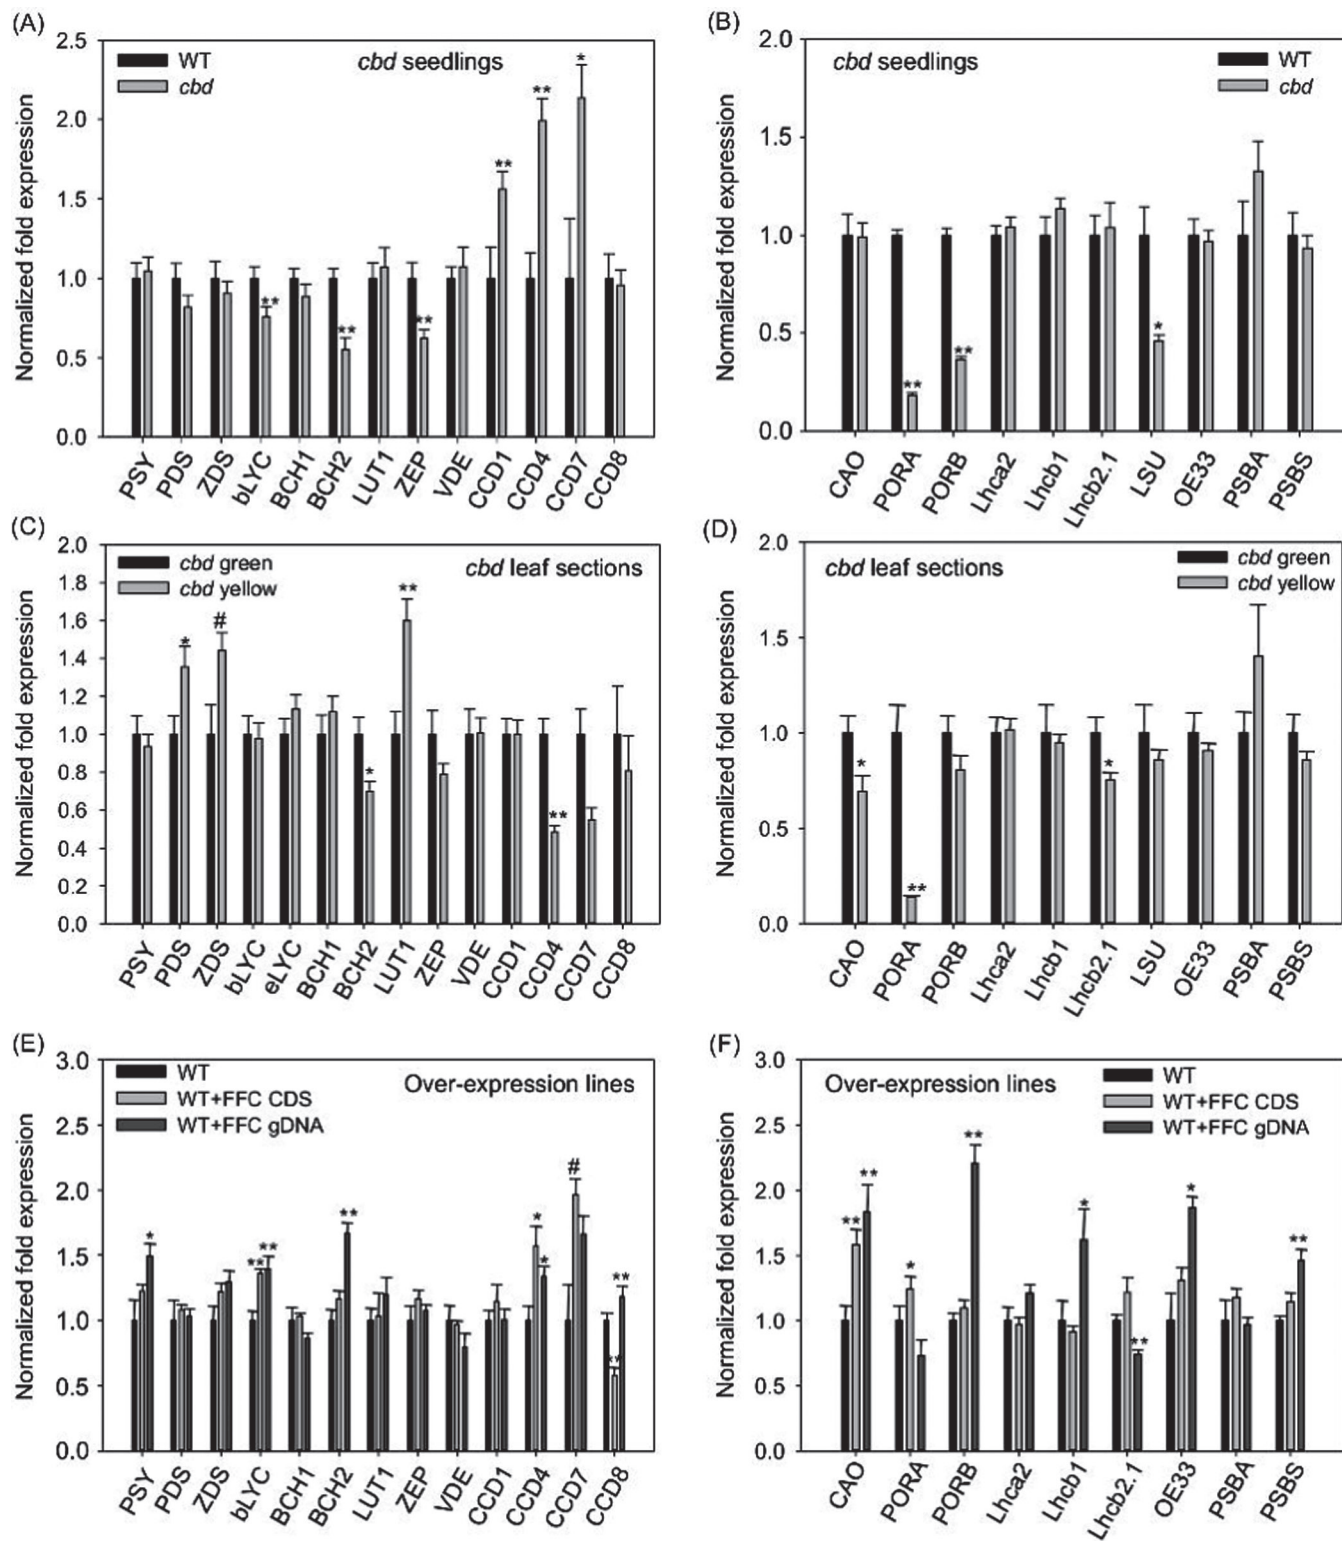 (A)
2.5
2.0
1.5
1.0
0.5
0.0
Normalized fold expression
WT
cbd
cbd seedlings
** ** ** ** ** *
PSY PDS ZDS bLYC BCH1 BCH2 LUT1 ZEP VDE CCD1 CCD4 CCD7 CCD8
(B)
2.0
1.5
1.0
0.5
0.0
Normalized fold expression
cbd seedlings
WT
cbd
** ** *
CAO PORA PORB Lhca2 Lhcb1 Lhcb2.1 LSU OE33 PSBA PSBS
(C)
2.0
1.8
1.6
1.4
1.2
1.0
0.8
0.6
0.4
0.2
0.0
Normalized fold expression
cbd green
cbd yellow
cbd leaf sections
* # * ** **
PSY PDS ZDS bLYC eLYC BCH1 BCH2 LUT1 ZEP VDE CCD1 CCD4 CCD7 CCD8
(D)
2.0
1.5
1.0
0.5
0.0
Normalized fold expression
cbd leaf sections
cbd green
cbd yellow
* ** *
CAO PORA PORB Lhca2 Lhcb1 Lhcb2.1 LSU OE33 PSBA PSBS
(E)
3.0
2.5
2.0
1.5
1.0
0.5
0.0
Normalized fold expression
WT
WT+FFC CDS
WT+FFC gDNA
Over-expression lines
* ** ** ** * * # ** **
PSY PDS ZDS bLYC BCH1 BCH2 LUT1 ZEP VDE CCD1 CCD4 CCD7 CCD8
(F)
3.0
2.5
2.0
1.5
1.0
0.5
0.0
Normalized fold expression
Over-expression lines
WT
WT+FFC CDS
WT+FFC gDNA
** ** * ** * ** * **
CAO PORA PORB Lhca2 Lhcb1 Lhcb2.1 OE33 PSBA PSBS